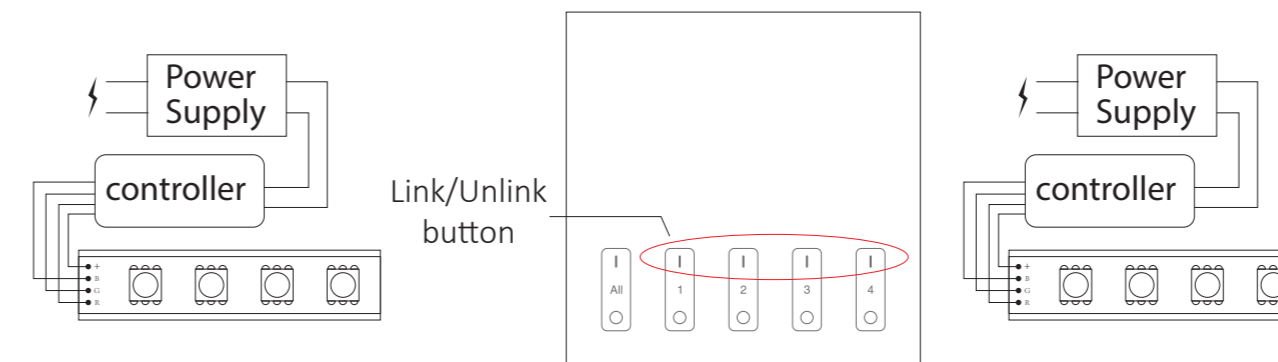 Power
Supply
controller
+
B
G
R
Link/Unlink
button
I I I I I
All 1 2 3 4
Power
Supply
controller
+
B
G
R